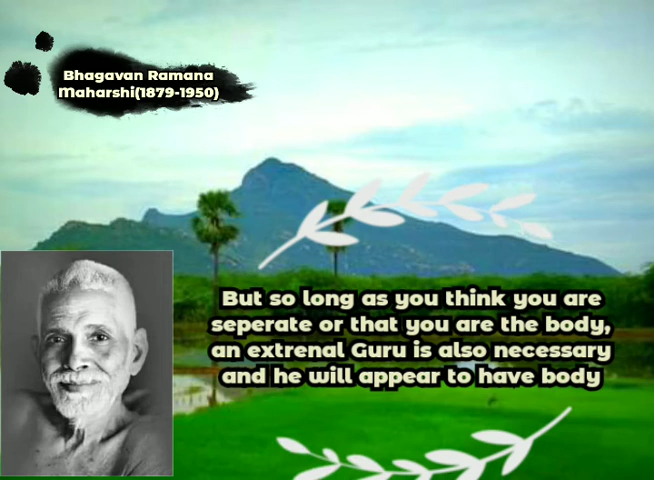 Bhagavan Ramana
Maharshi(1879-1950)
But so long as you think you are
seperate or that you are the body,
an extrenal Guru is also necessary
and he will appear to have body